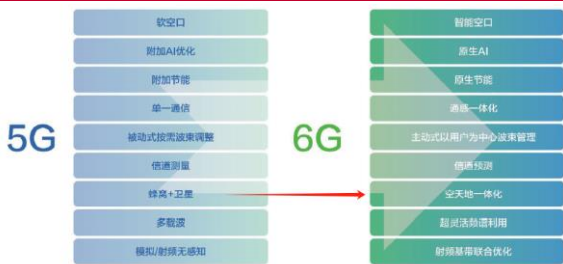 5G
软空口
附加AI优化
附加节能
单一通信
被动式按需波束调整
信道测量
蜂窝+卫星
多载波
模拟/射频无感知
6G
智能空口
原生AI
原生节能
通感一体化
主动式以用户为中心波束管理
信道预测
空天地一体化
超灵活频谱利用
射频基带联合优化